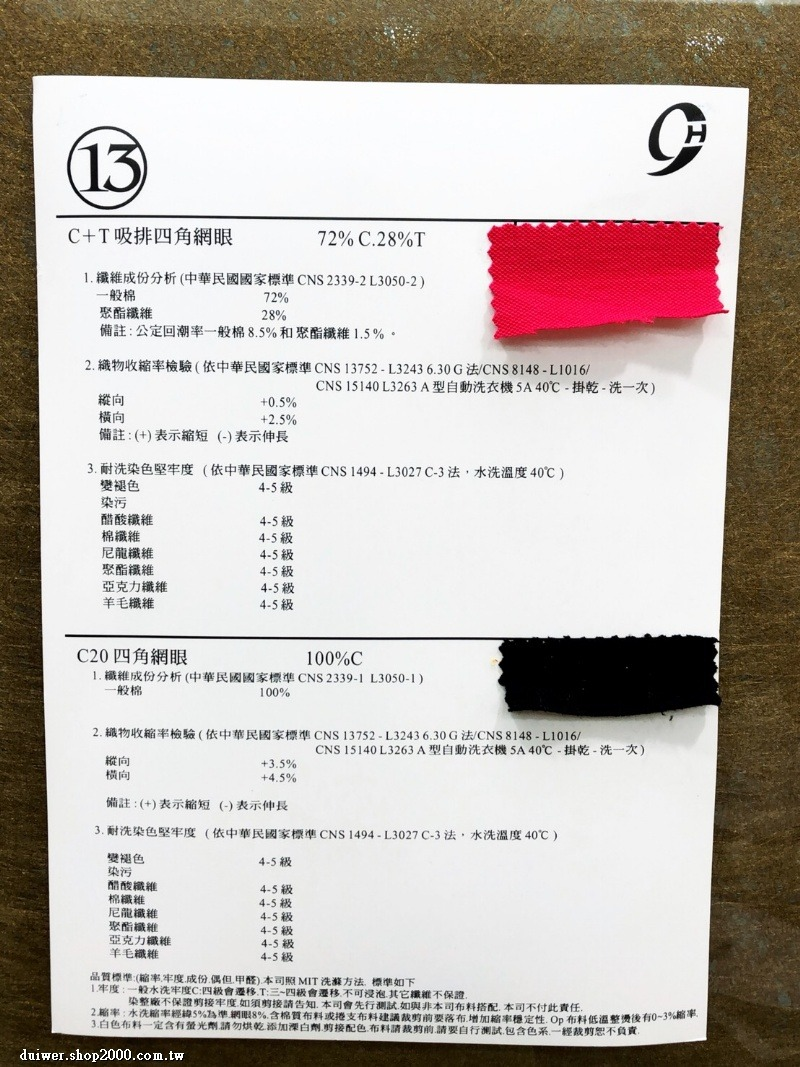 13
9H
C+T 吸排四角網眼 72% C.28%T
1. 纖維成份分析 (中華民國國家標準 CNS 2339-2 L3050-2 )
一般棉 72%
聚酯纖維 28%
備註 : 公定回潮率一般棉 8.5% 和 聚酯纖維 1.5 % 。
2. 織物收縮率檢驗 ( 依中華民國家標準 CNS 13752 - L3243 6.30 G 法/CNS 8148 - L1016/
CNS 15140 L3263 A 型自動洗衣機 5A 40℃ - 掛乾 - 洗一次 )
縱向 +0.5%
橫向 +2.5%
備註 : (+) 表示縮短 (-) 表示伸長
3. 耐洗染色堅牢度 ( 依中華民國家標準 CNS 1494 - L3027 C-3 法，水洗溫度 40℃ )
變褪色 4-5 級
染污
醋酸纖維 4-5 級
棉纖維 4-5 級
尼龍纖維 4-5 級
聚酯纖維 4-5 級
亞克力纖維 4-5 級
羊毛纖維 4-5 級
C20 四角網眼 100%C
1. 纖維成份分析 (中華民國國家標準 CNS 2339-1 L3050-1 )
一般棉 100%
2. 織物收縮率檢驗 ( 依中華民國家標準 CNS 13752 - L3243 6.30 G 法/CNS 8148 - L1016/
CNS 15140 L3263 A 型自動洗衣機 5A 40℃ - 掛乾 - 洗一次 )
縱向 +3.5%
橫向 +4.5%
備註 : (+) 表示縮短 (-) 表示伸長
3. 耐洗染色堅牢度 ( 依中華民國家標準 CNS 1494 - L3027 C-3 法，水洗溫度 40℃ )
變褪色 4-5 級
染污
醋酸纖維 4-5 級
棉纖維 4-5 級
尼龍纖維 4-5 級
聚酯纖維 4-5 級
亞克力纖維 4-5 級
羊毛纖維 4-5 級
品質標準:(縮率.牢度.成份.偶但.甲醛).本司照 MIT 洗滌方法. 標準如下
1.牢度 : 一般水洗牢度C:四級會遷移.T:三~四級會遷移.不可浸泡.其它纖維不保證.
染整廠不保證剪接牢度.如須剪接請告知. 本司會先行測試.如與非本司布料搭配. 本司不付此責任.
2.縮率 : 水洗縮率經緯5%為準.網眼8%.含棉質布料或捲支布料建議裁剪前要落布.增加縮率穩定性. Op 布料低溫整燙後有0~3%縮率.
3.白色布料一定含有螢光劑.請勿烘乾.添加漂白劑.剪接配色.布料請裁剪前.請要自行測試.包含色系.一經裁剪恕不負責.
duiwer.shop2000.com.tw